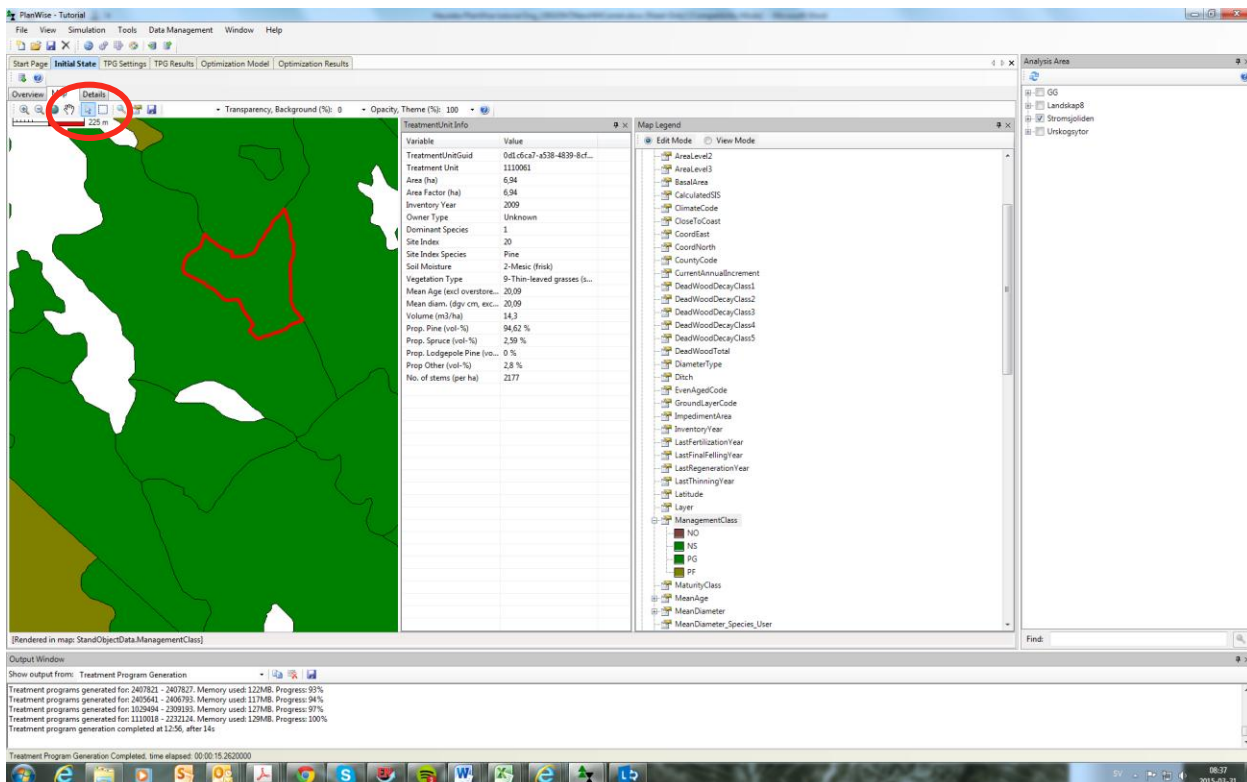 PlanWise - Tutorial
File View Simulation Tools Data Management Window Help
Start Page Initial State TPG Settings TPG Results Optimization Model Optimization Results
Overview Details
Transparency, Background (%): 0 Opacity, Theme (%): 100
225 m
TreatmentUnit Info
Variable Value
TreatmentUnitGuid 0d1c6ca7-a538-4839-8cf...
Treatment Unit 1110061
Area (ha) 6,94
Area Factor (ha) 6,94
Inventory Year 2009
Owner Type Unknown
Dominant Species 1
Site Index 20
Site Index Species Pine
Soil Moisture 2-Mesic (frisk)
Vegetation Type 9-Thin-leaved grasses (s...
Mean Age (excl overstore... 20,09
Mean diam. (dgv cm, exc... 20,09
Volume (m3/ha) 14,3
Prop. Pine (vol-%) 94,62 %
Prop. Spruce (vol-%) 2,59 %
Prop. Lodgepole Pine (vo... 0 %
Prop Other (vol-%) 2,8 %
No. of stems (per ha) 2177
Map Legend
Edit Mode View Mode
AreaLevel2
AreaLevel3
BasalArea
CalculatedSIS
ClimateCode
CloseToCoast
CoordEast
CoordNorth
CountyCode
CurrentAnnualIncrement
DeadWoodDecayClass1
DeadWoodDecayClass2
DeadWoodDecayClass3
DeadWoodDecayClass4
DeadWoodDecayClass5
DeadWoodTotal
DiameterType
Ditch
EvenAgedCode
GroundLayerCode
ImpedimentArea
InventoryYear
LastFertilizationYear
LastFinalFellingYear
LastRegenerationYear
LastThinningYear
Latitude
Layer
ManagementClass
NO
NS
PG
PF
MaturityClass
MeanAge
MeanDiameter
MeanDiameter_Species_User
Analysis Area
GG
Landskap8
Stromsjoliden
Urskogsytor
Find:
[Rendered in map: StandObjectData.ManagementClass]
Output Window
Show output from: Treatment Program Generation
Treatment programs generated for: 2407821 - 2407827. Memory used: 122MB. Progress: 93%
Treatment programs generated for: 2405641 - 2406793. Memory used: 117MB. Progress: 94%
Treatment programs generated for: 1029494 - 2309193. Memory used: 127MB. Progress: 97%
Treatment programs generated for: 1110018 - 2232124. Memory used: 129MB. Progress: 100%
Treatment program generation completed at 12:56, after 14s
Treatment Program Generation Completed, time elapsed: 00:00:15.2620000
SV
08:37
2015-03-31